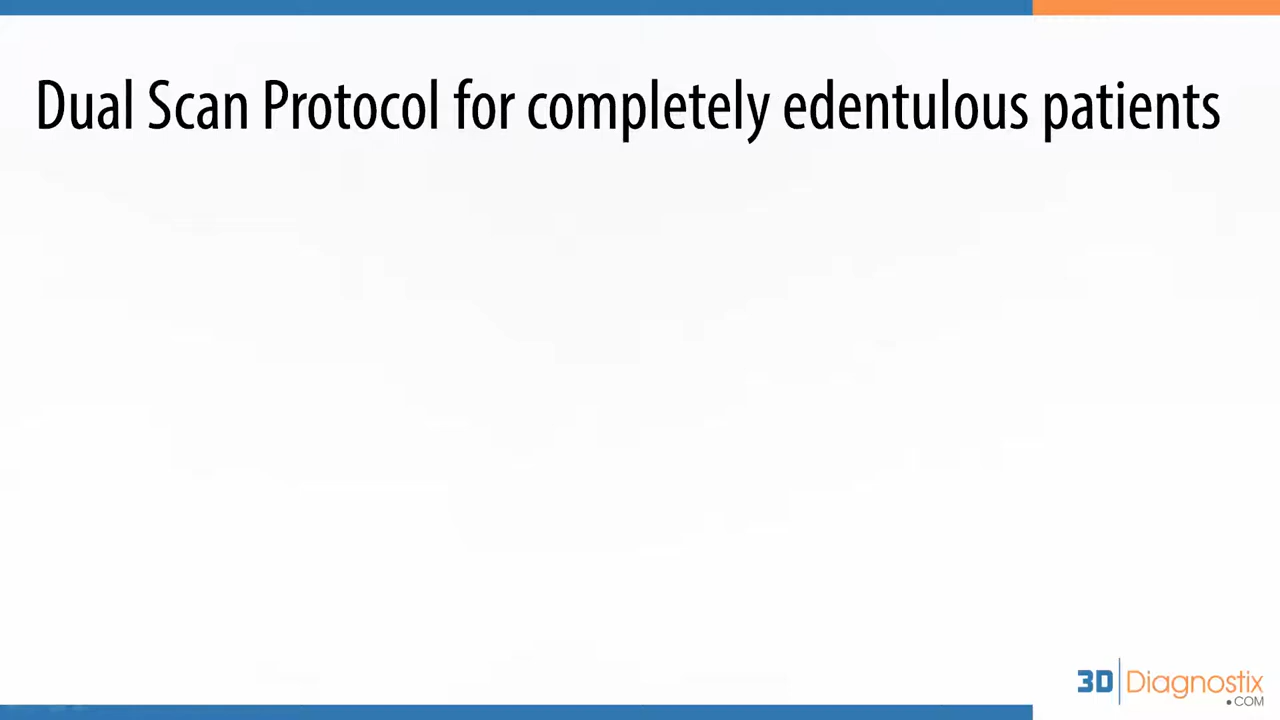 Dual Scan Protocol for completely edentulous patients
3D Diagnostix
.COM